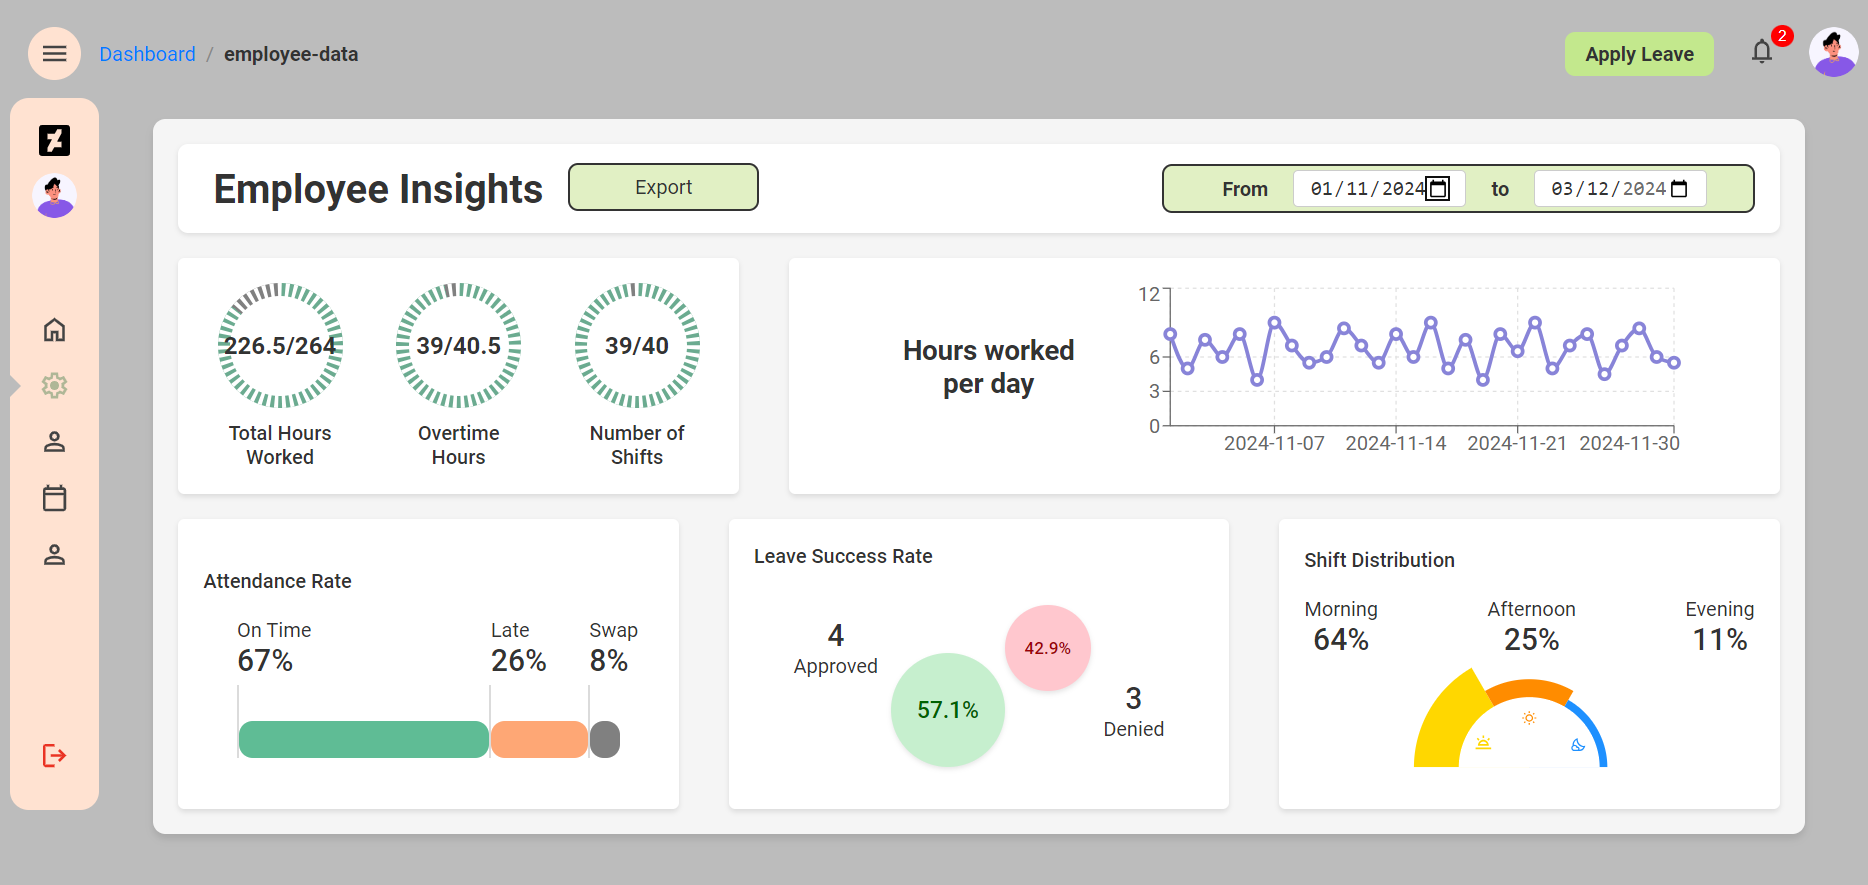 Dashboard / employee-data
Apply Leave
2
Employee Insights
Export
From 01/11/2024 to 03/12/2024
226.5/264
39/40.5
39/40
Total Hours
Worked
Overtime
Hours
Number of
Shifts
Hours worked
per day
12
6
3
0
2024-11-07
2024-11-14
2024-11-21
2024-11-30
Attendance Rate
On Time
67%
Late
26%
Swap
8%
Leave Success Rate
4
Approved
57.1%
42.9%
3
Denied
Shift Distribution
Morning
64%
Afternoon
25%
Evening
11%